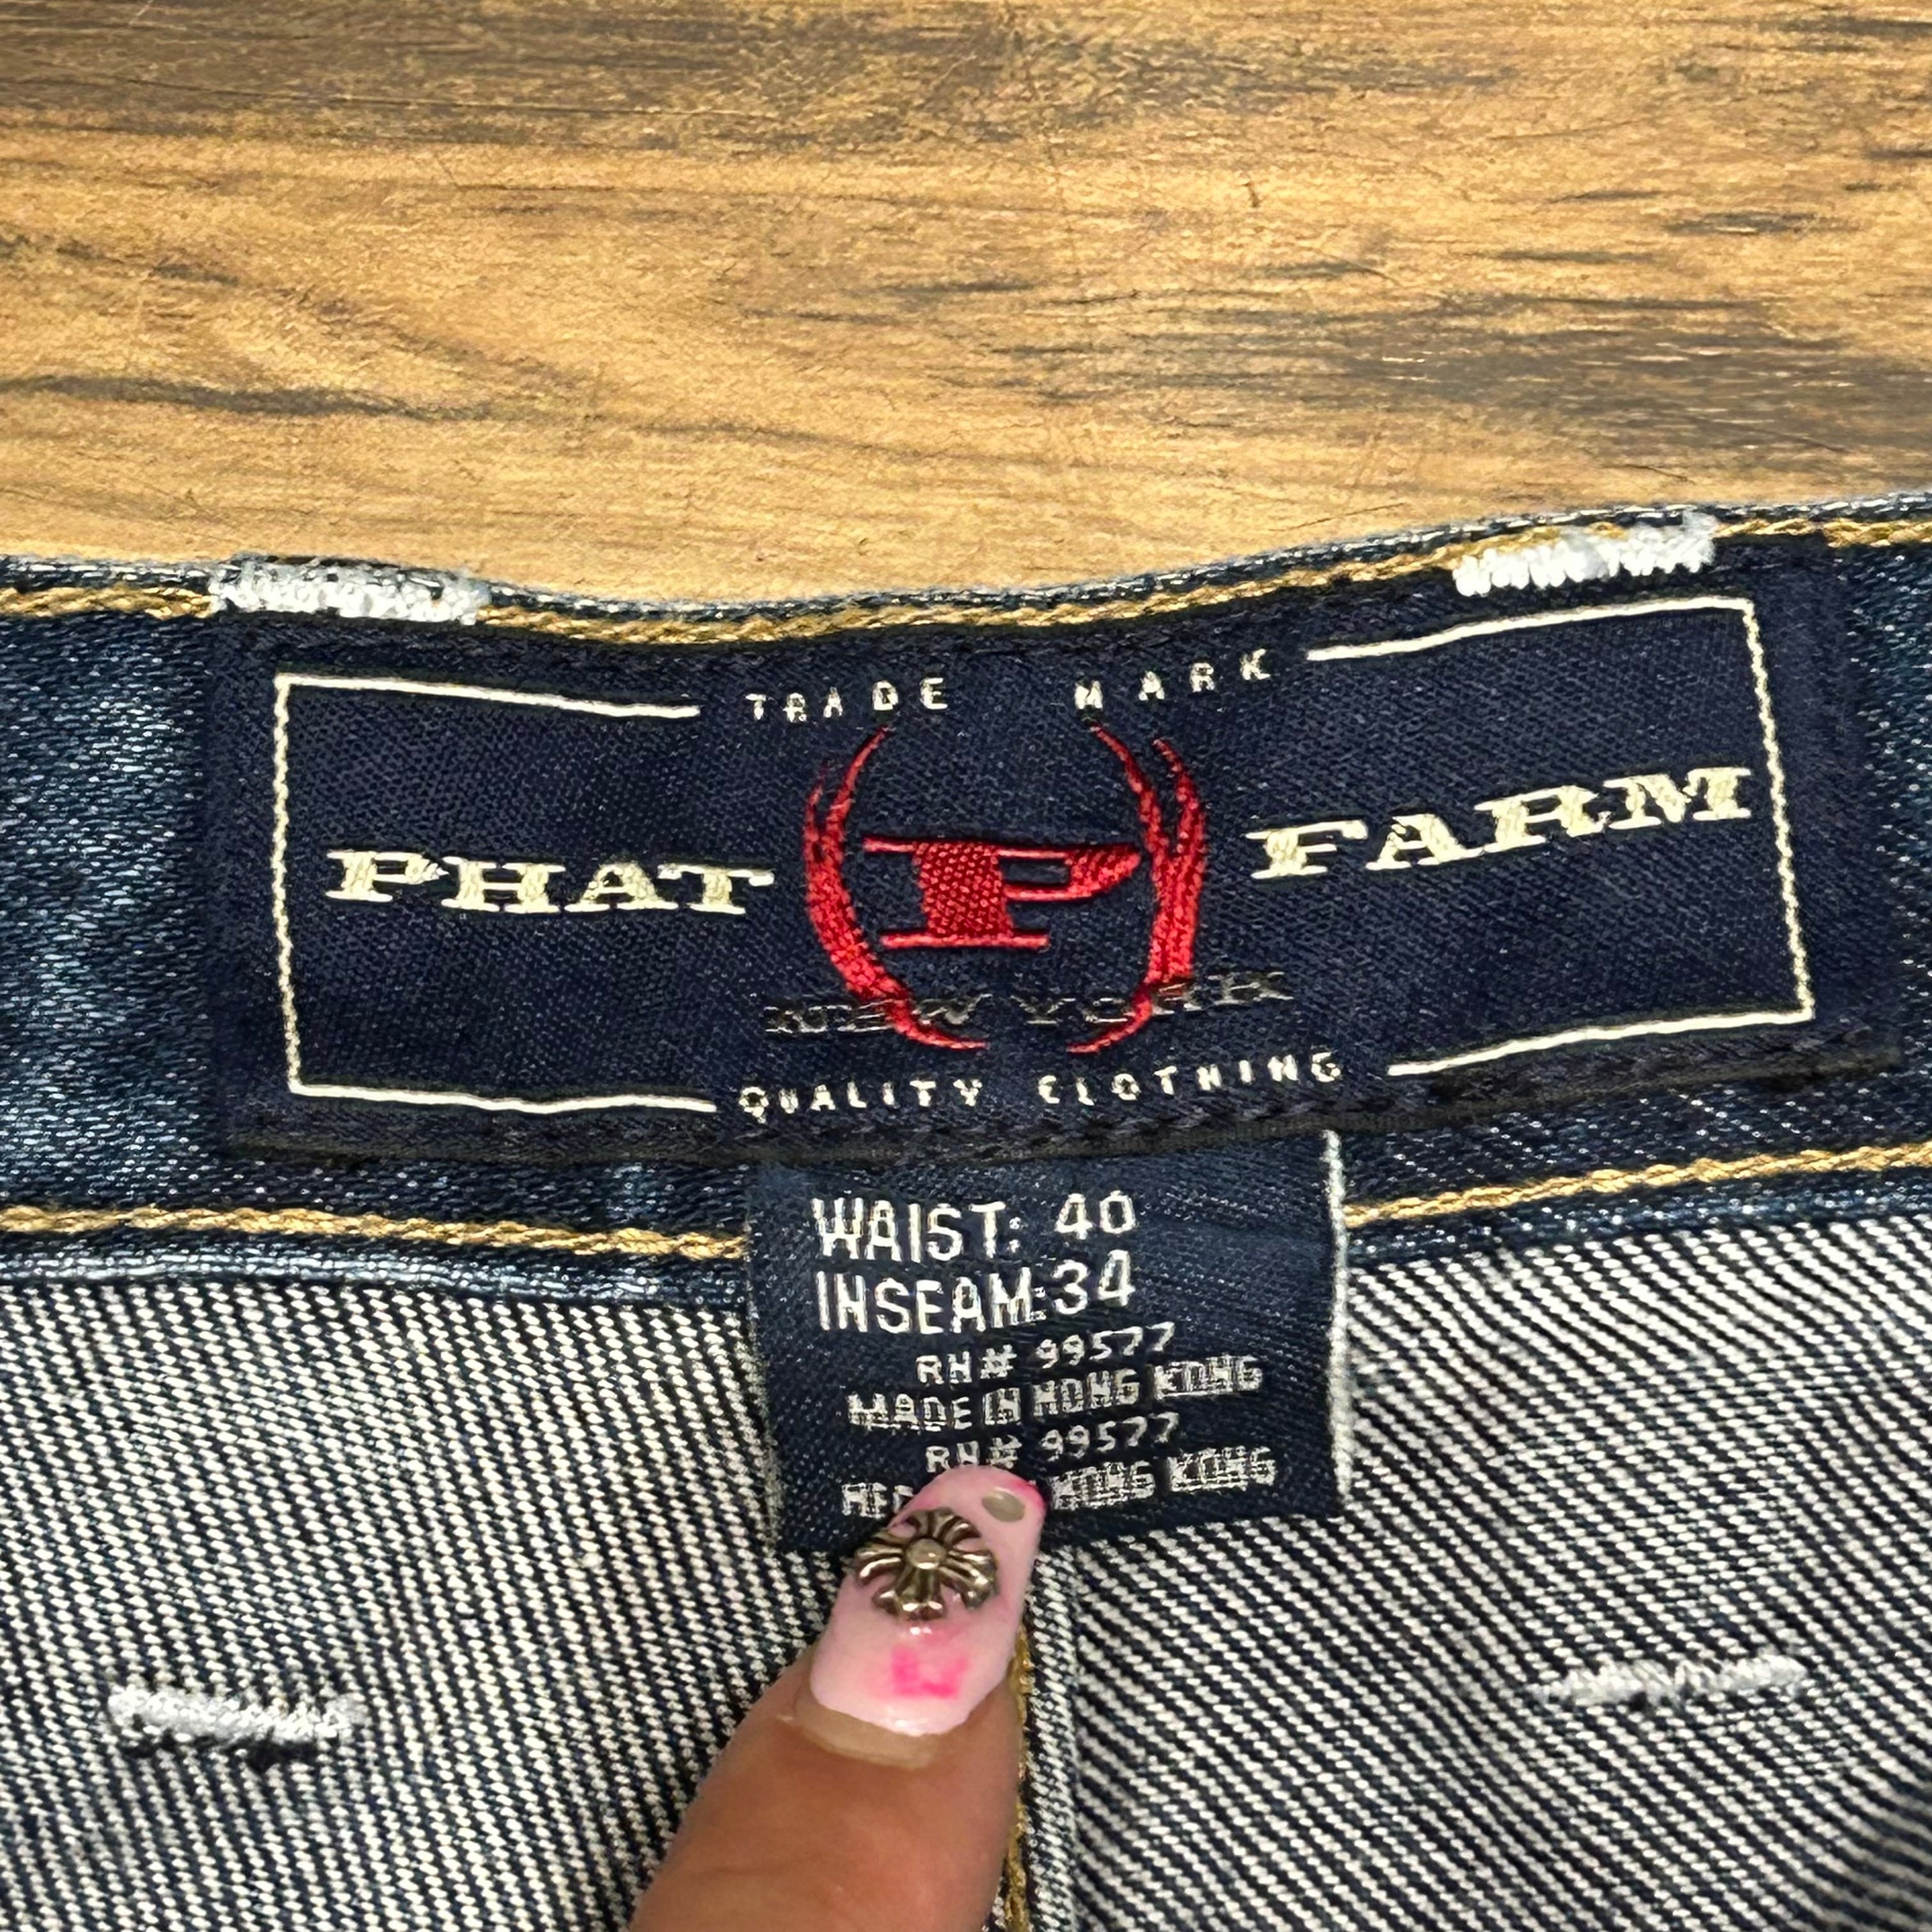 TRADE MARK
PHAT P FARM
NEW YORK
QUALITY CLOTHING
WAIST: 40
INSEAM:34
RN# 99577
MADE IN HONG KONG
RN# 99577
HONG KONG